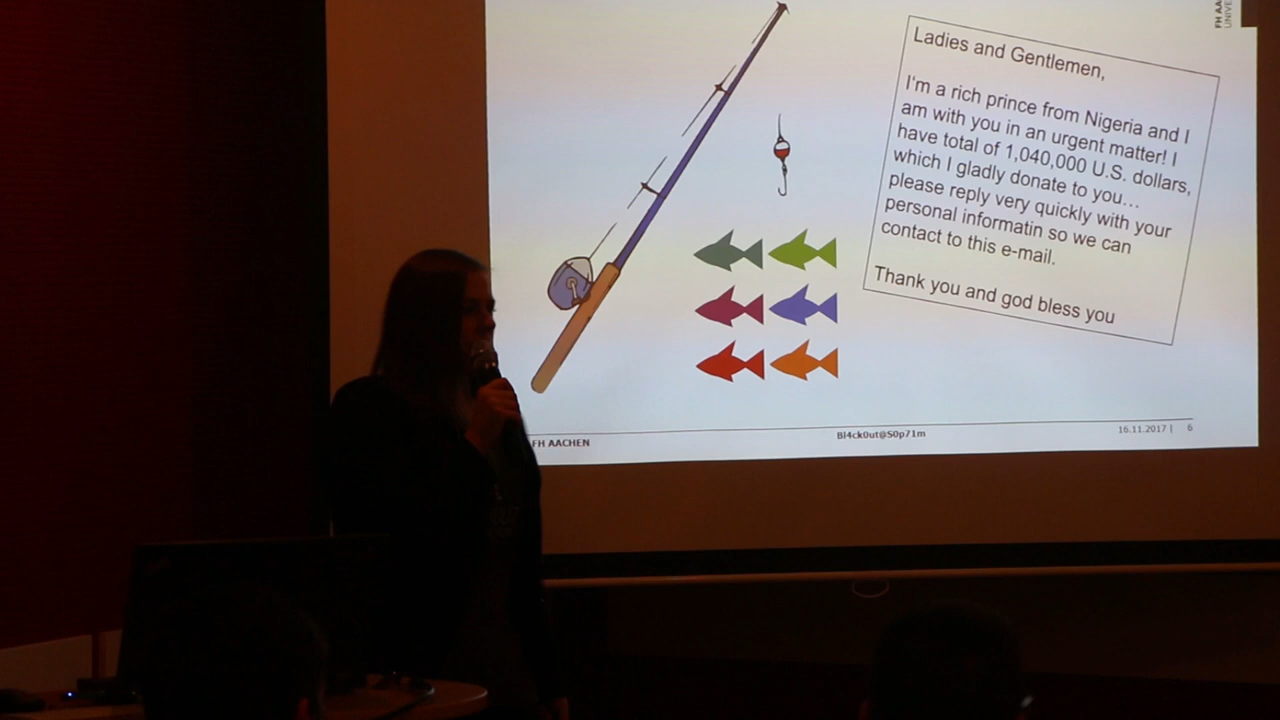 Ladies and Gentlemen,
I'm a rich prince from Nigeria and I
am with you in an urgent matter! I
have total of 1,040,000 U.S. dollars,
which I gladly donate to you...
please reply very quickly with your
personal informatin so we can
contact to this e-mail.
Thank you and god bless you
FH AACHEN
Bl4ck0ut@S0p71m
16.11.2017 | 6